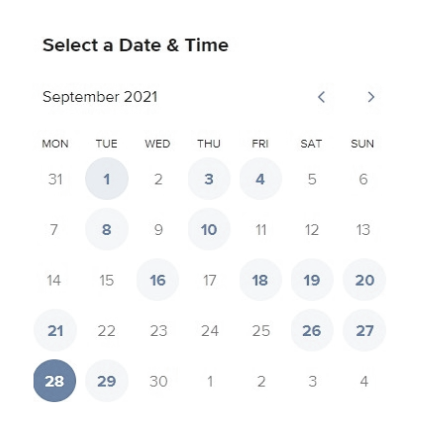 Select a Date & Time
September 2021 < >
MON TUE WED THU FRI SAT SUN
31 1 2 3 4 5 6
7 8 9 10 11 12 13
14 15 16 17 18 19 20
21 22 23 24 25 26 27
28 29 30 1 2 3 4